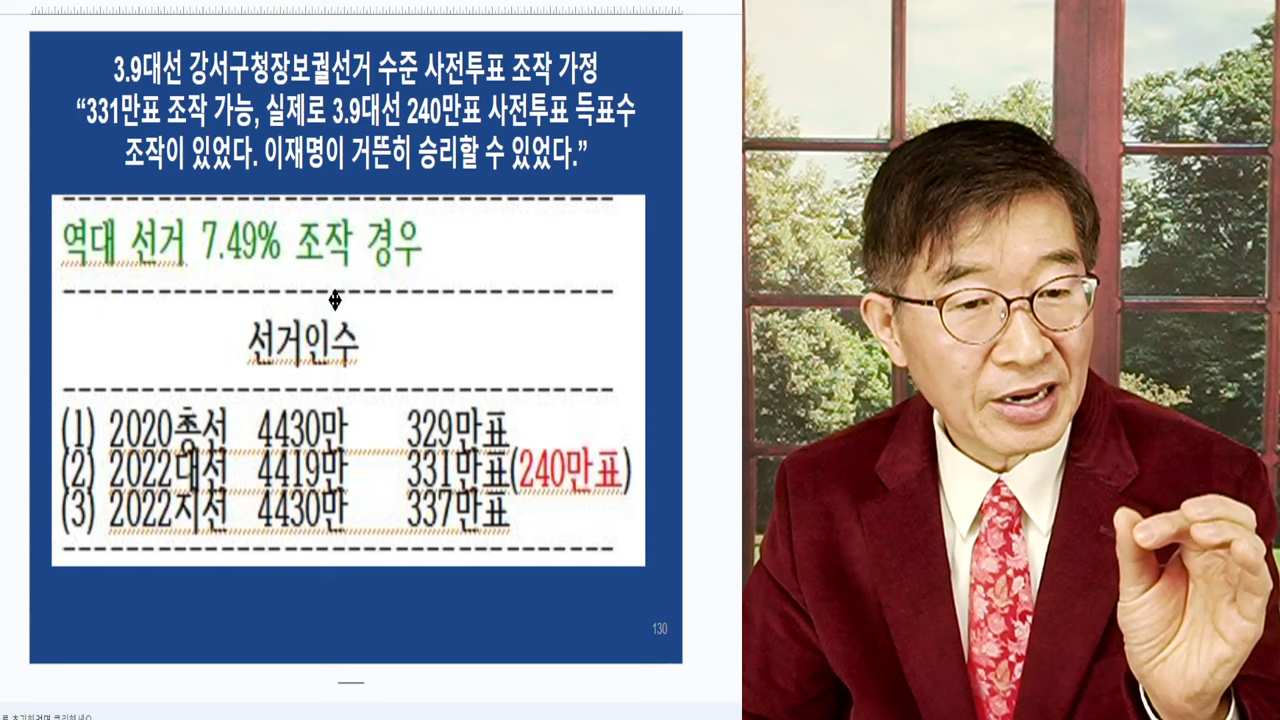 3.9대선 강서구청장보궐선거 수준 사전투표 조작 가정
“331만표 조작 가능, 실제로 3.9대선 240만표 사전투표 득표수
조작이 있었다. 이재명이 거뜬히 승리할 수 있었다.”
역대 선거 7.49% 조작 경우
선거인수
(1) 2020총선 4430만 329만표
(2) 2022대선 4419만 331만표(240만표)
(3) 2022지선 4430만 337만표
130